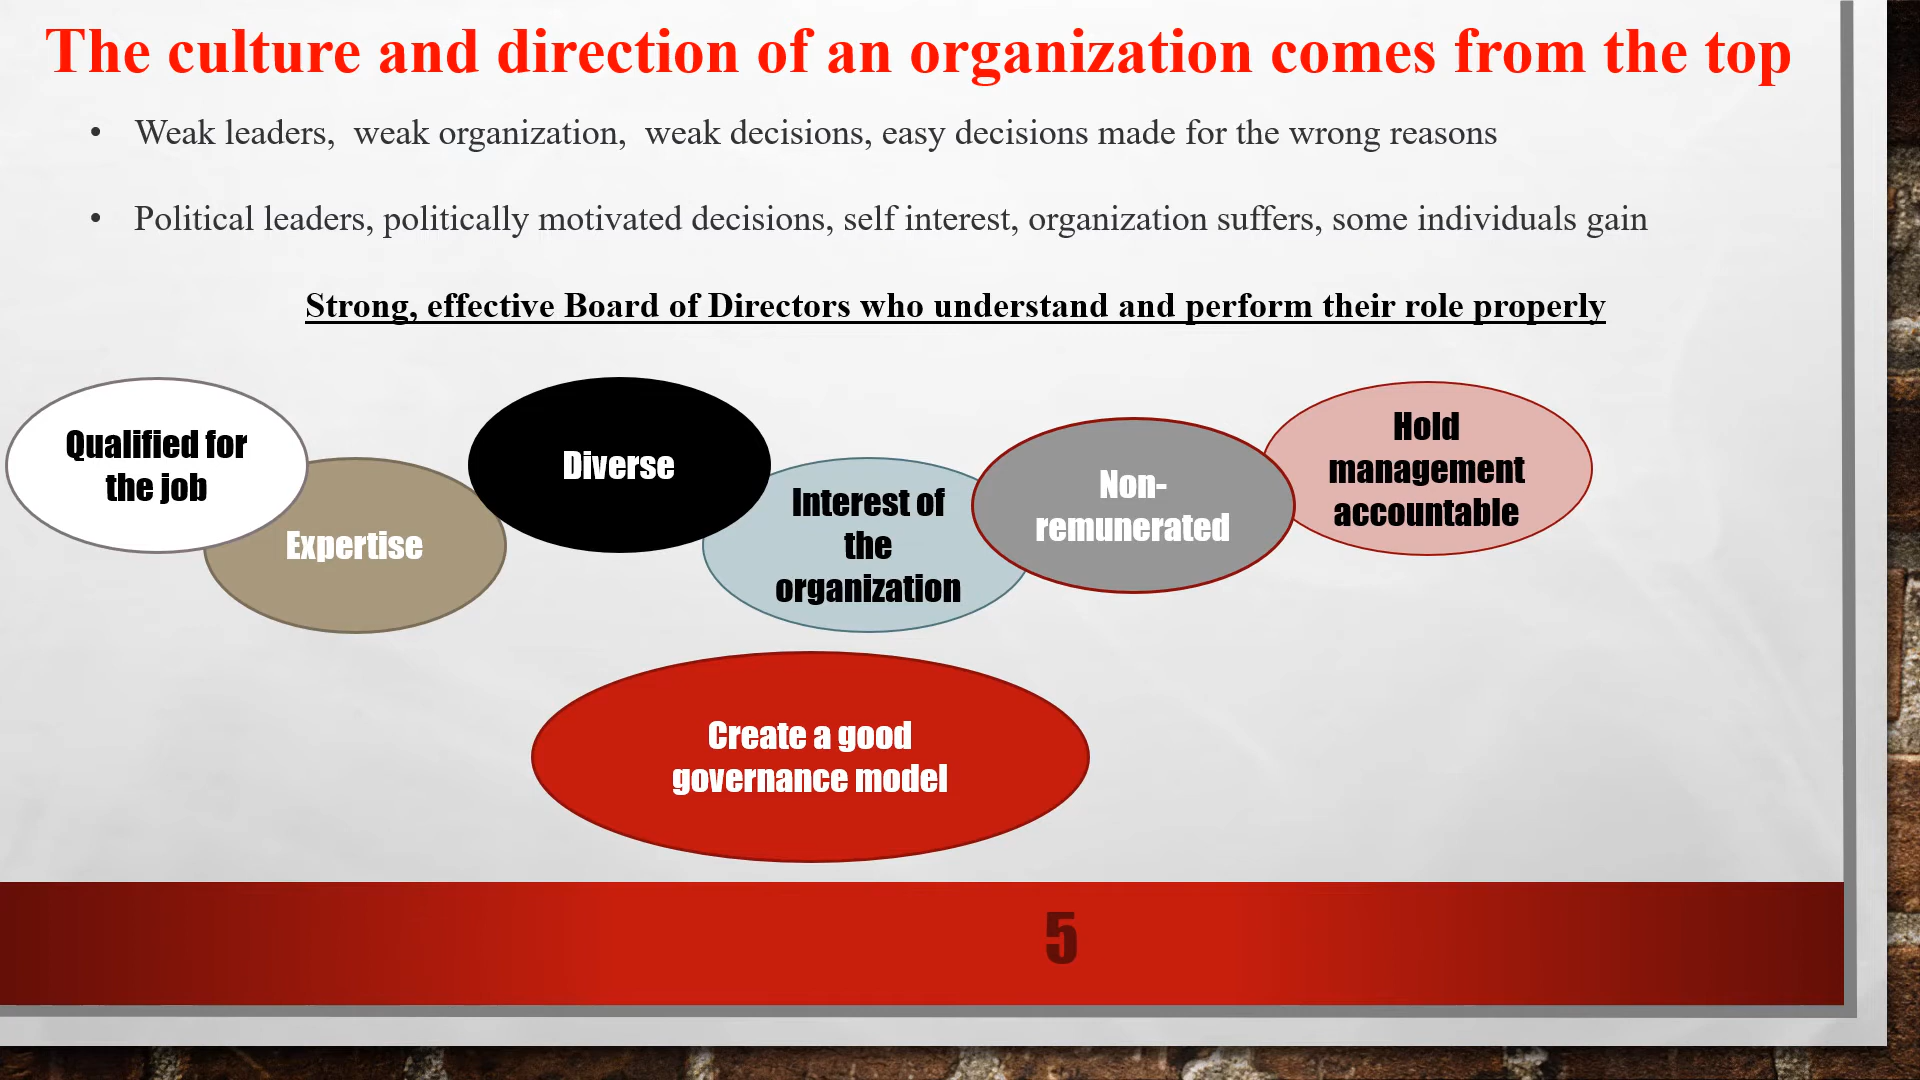 The culture and direction of an organization comes from the top
• Weak leaders,  weak organization,  weak decisions, easy decisions made for the wrong reasons
• Political leaders, politically motivated decisions, self interest, organization suffers, some individuals gain
Strong, effective Board of Directors who understand and perform their role properly
Qualified for
the job
Expertise
Diverse
Interest of
the
organization
Non-
remunerated
Hold
management
accountable
Create a good
governance model
5